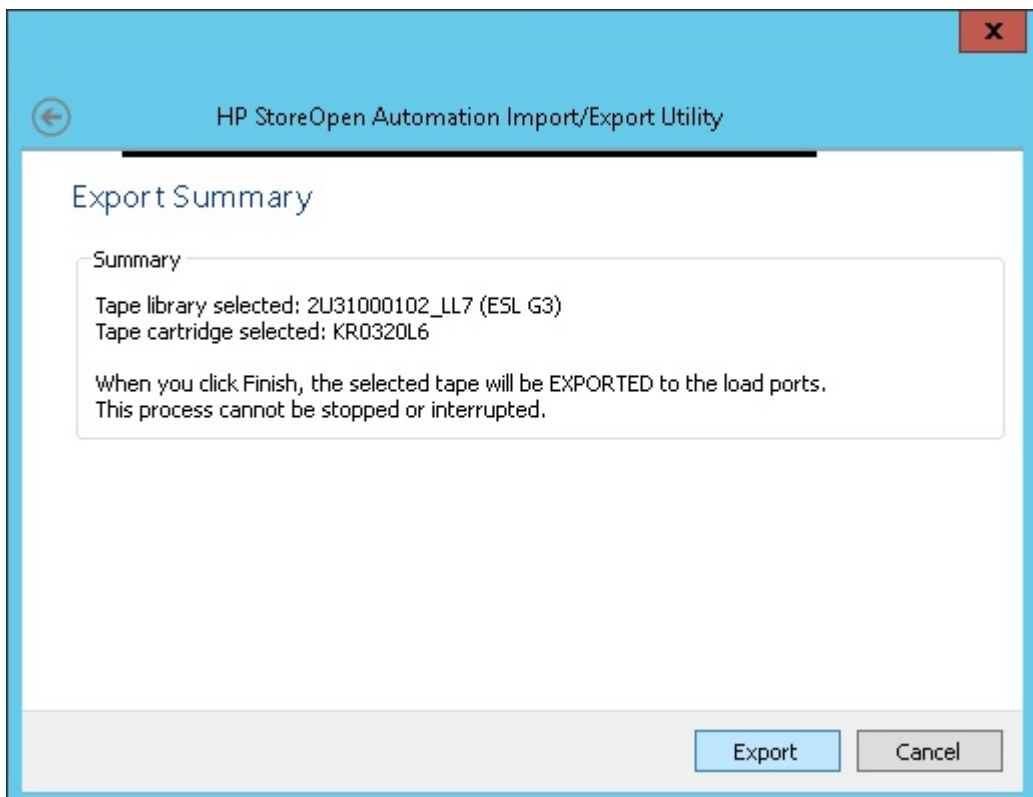 X
HP StoreOpen Automation Import/Export Utility
Export Summary
Summary
Tape library selected: 2U31000102_LL7 (ESL G3)
Tape cartridge selected: KR0320L6
When you click Finish, the selected tape will be EXPORTED to the load ports.
This process cannot be stopped or interrupted.
Export
Cancel